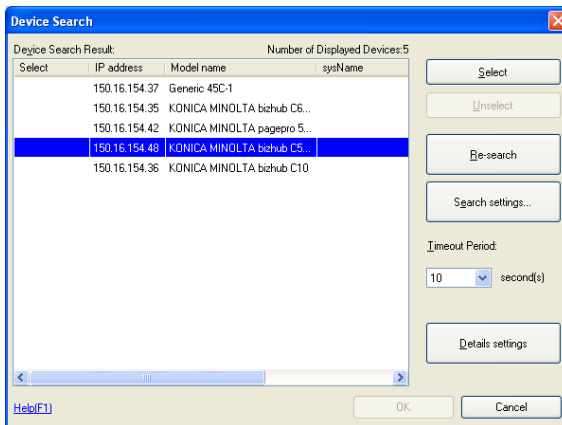 Device Search
Device Search Result: Number of Displayed Devices:5
Select IP address Model name sysName
150.16.154.37 Generic 45C-1
150.16.154.35 KONICA MINOLTA bizhub C6...
150.16.154.42 KONICA MINOLTA pagepro 5...
150.16.154.48 KONICA MINOLTA bizhub C5...
150.16.154.36 KONICA MINOLTA bizhub C10
Select
Unselect
Re-search
Search settings...
Timeout Period:
10 second(s)
Details settings
Help(F1) OK Cancel